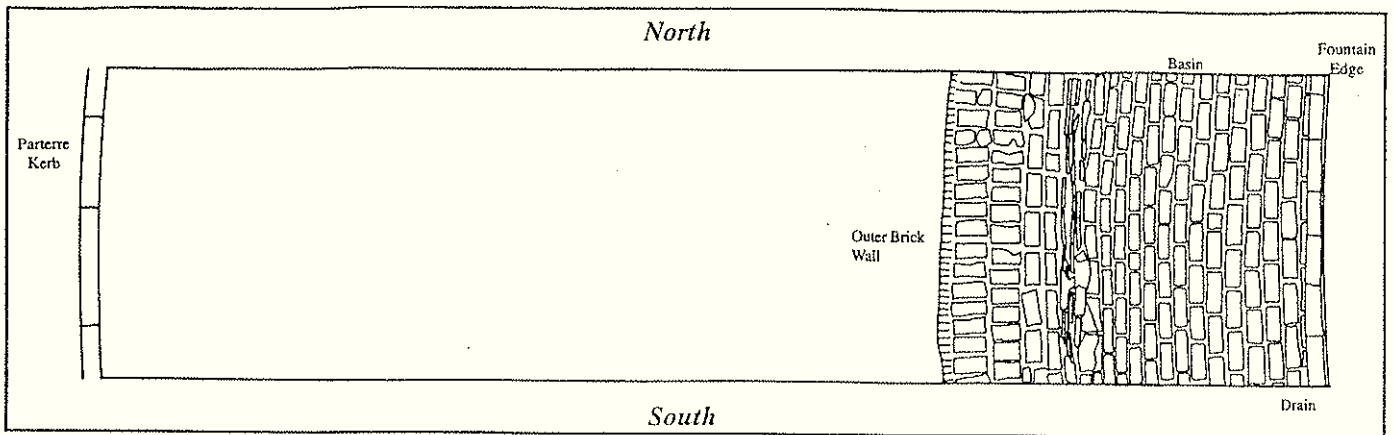 North
Fountain
Edge
Basin
Parterre
Kerb
Outer Brick
Wall
Drain
South